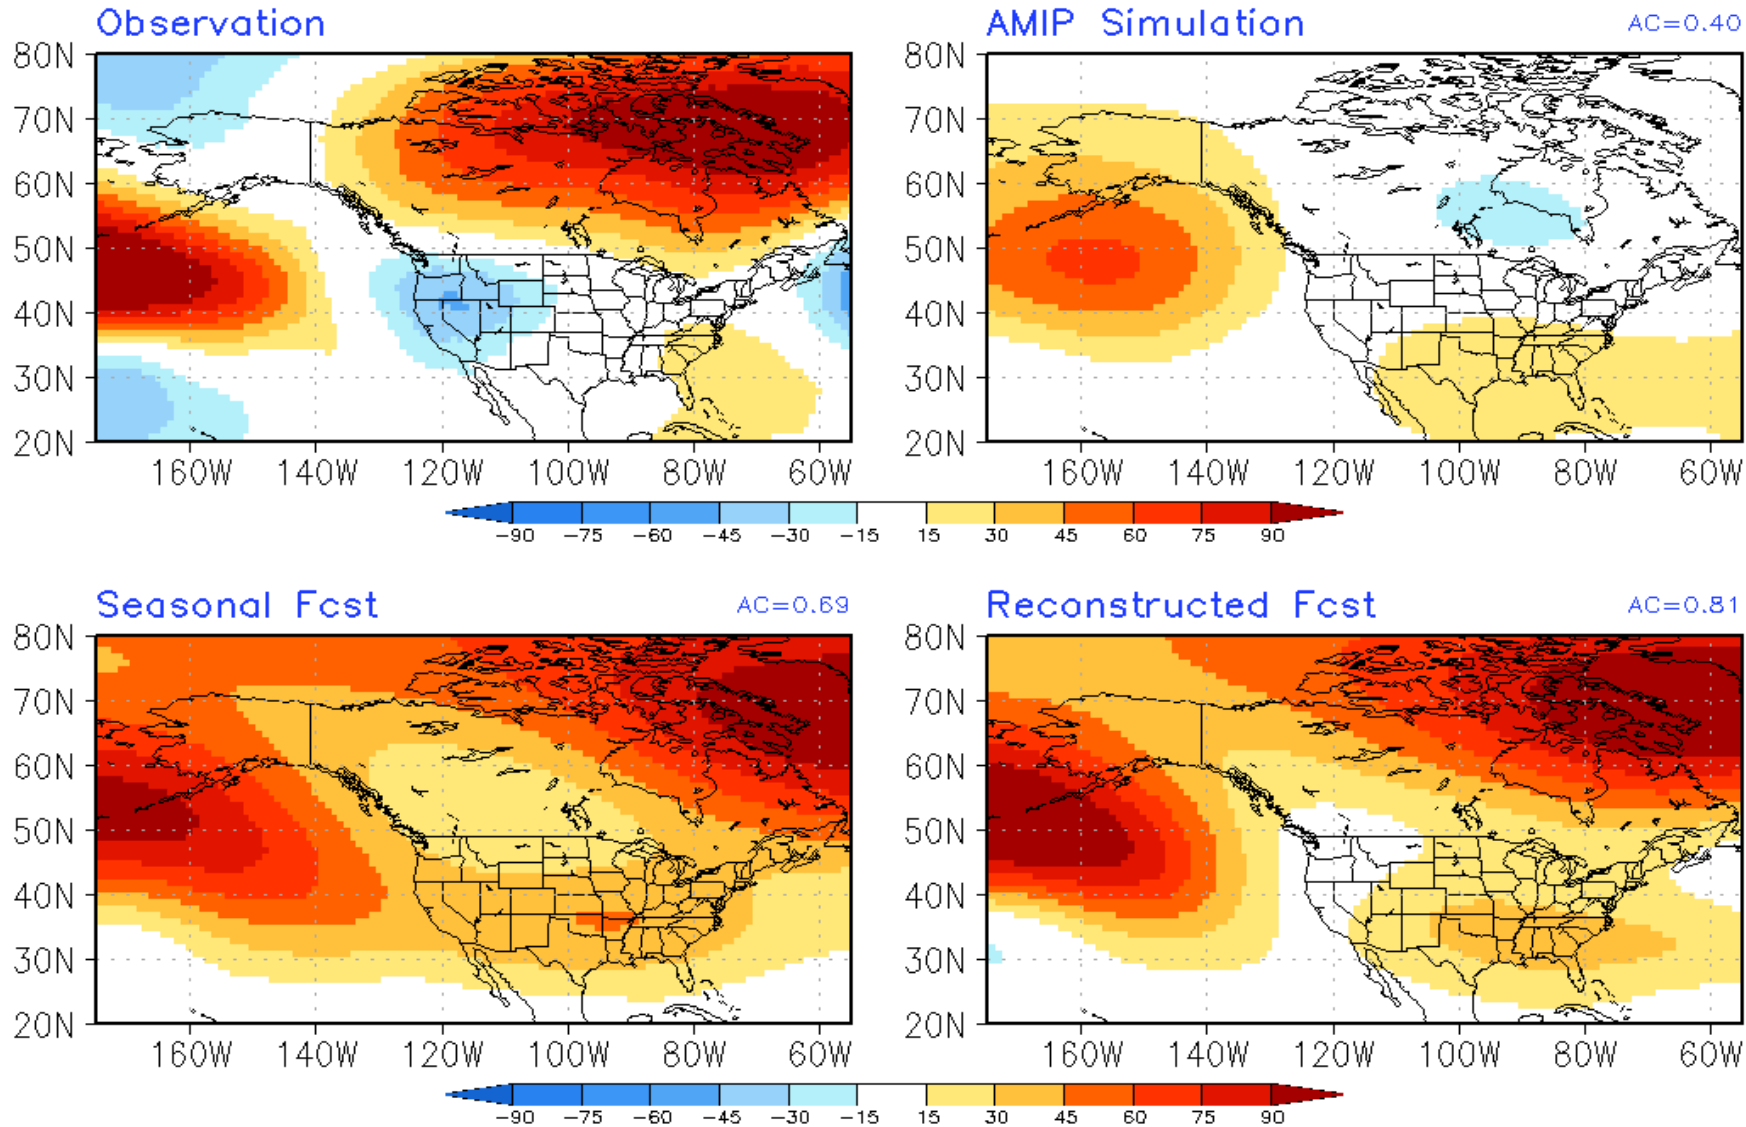 Observation
AMIP Simulation AC=0.40
80N 80N
70N 70N
60N 60N
50N 50N
40N 40N
30N 30N
20N 20N
160W 140W 120W 100W 80W 60W 160W 140W 120W 100W 80W 60W
−90 −75 −60 −45 −30 −15 15 30 45 60 75 90
Seasonal Fcst AC=0.69
Reconstructed Fcst AC=0.81
80N 80N
70N 70N
60N 60N
50N 50N
40N 40N
30N 30N
20N 20N
160W 140W 120W 100W 80W 60W 160W 140W 120W 100W 80W 60W
−90 −75 −60 −45 −30 −15 15 30 45 60 75 90